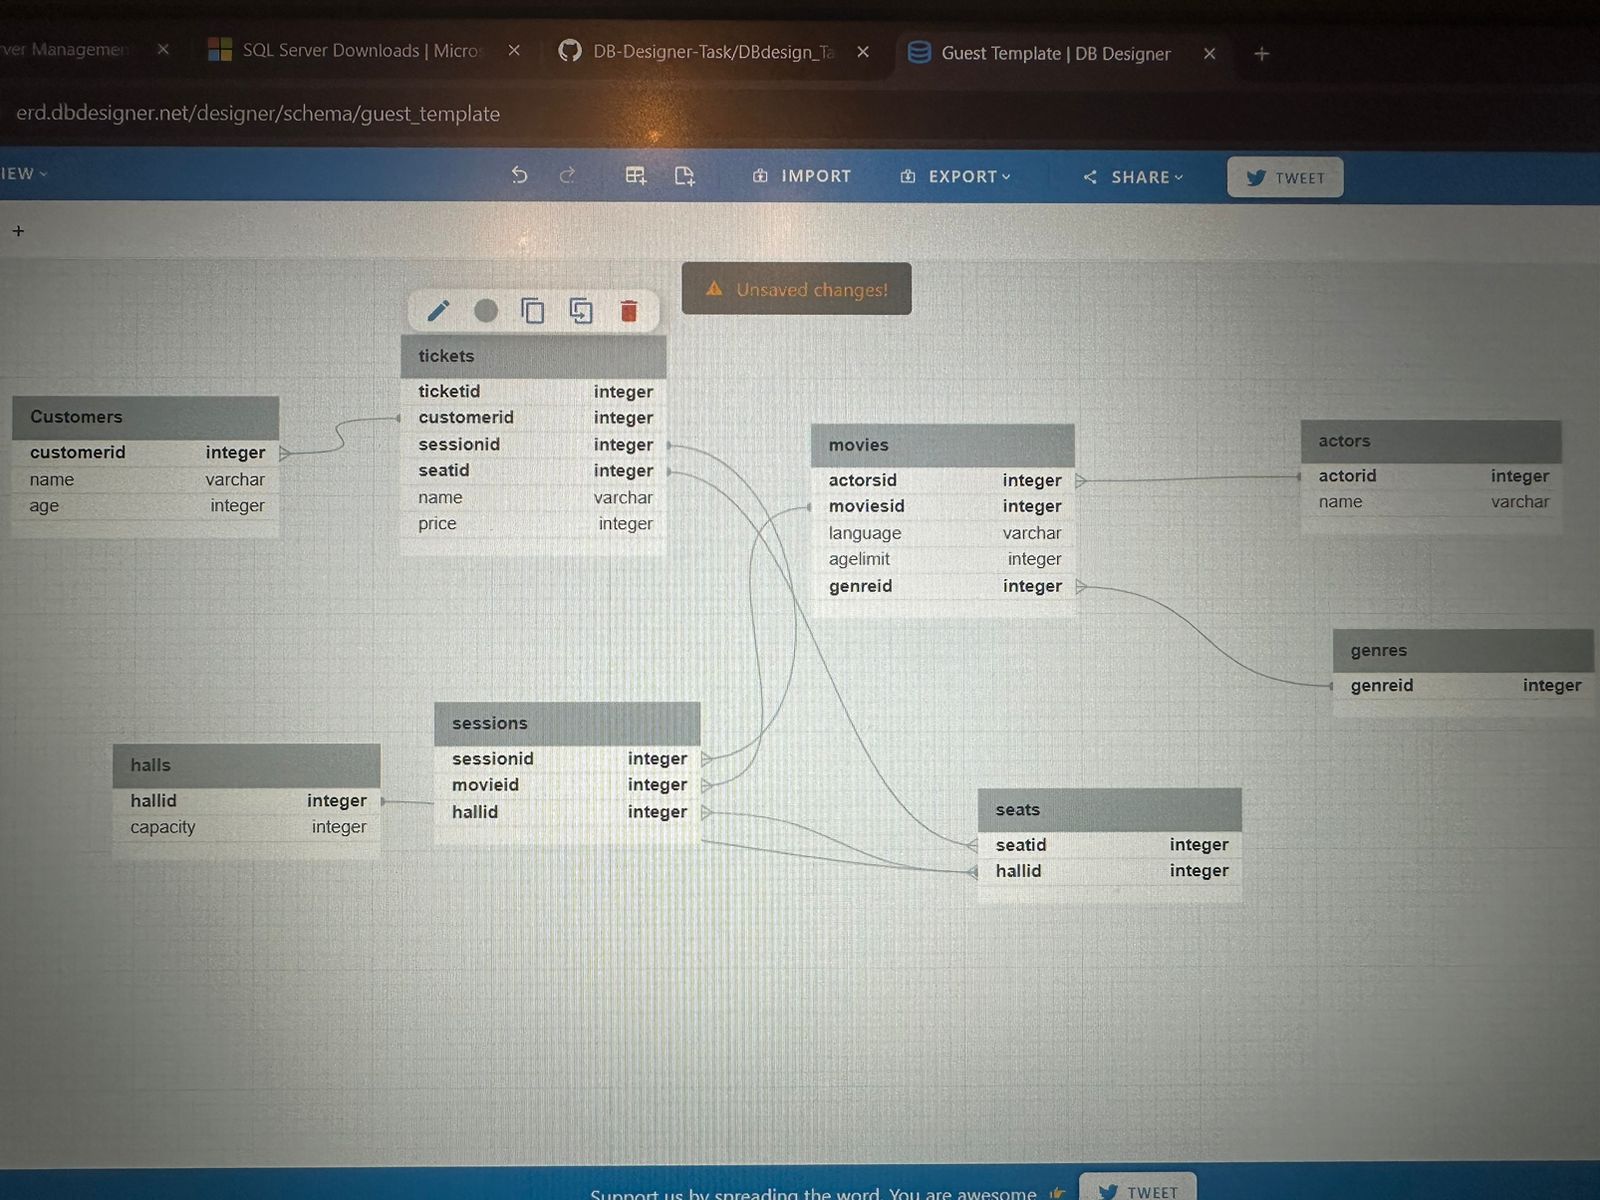 ver Managemen
SQL Server Downloads | Micros
DB-Designer-Task/DBdesign_Ta
Guest Template | DB Designer
erd.dbdesigner.net/designer/schema/guest_template
IEW
IMPORT
EXPORT
SHARE
TWEET
Unsaved changes!
tickets
ticketid integer
customerid integer
sessionid integer
seatid integer
name varchar
price integer
Customers
customerid integer
name varchar
age integer
movies
actorsid integer
moviesid integer
language varchar
agelimit integer
genreid integer
actors
actorid integer
name varchar
genres
genreid integer
sessions
sessionid integer
movieid integer
hallid integer
halls
hallid integer
capacity integer
seats
seatid integer
hallid integer
Support us by spreading the word. You are awesome
TWEET